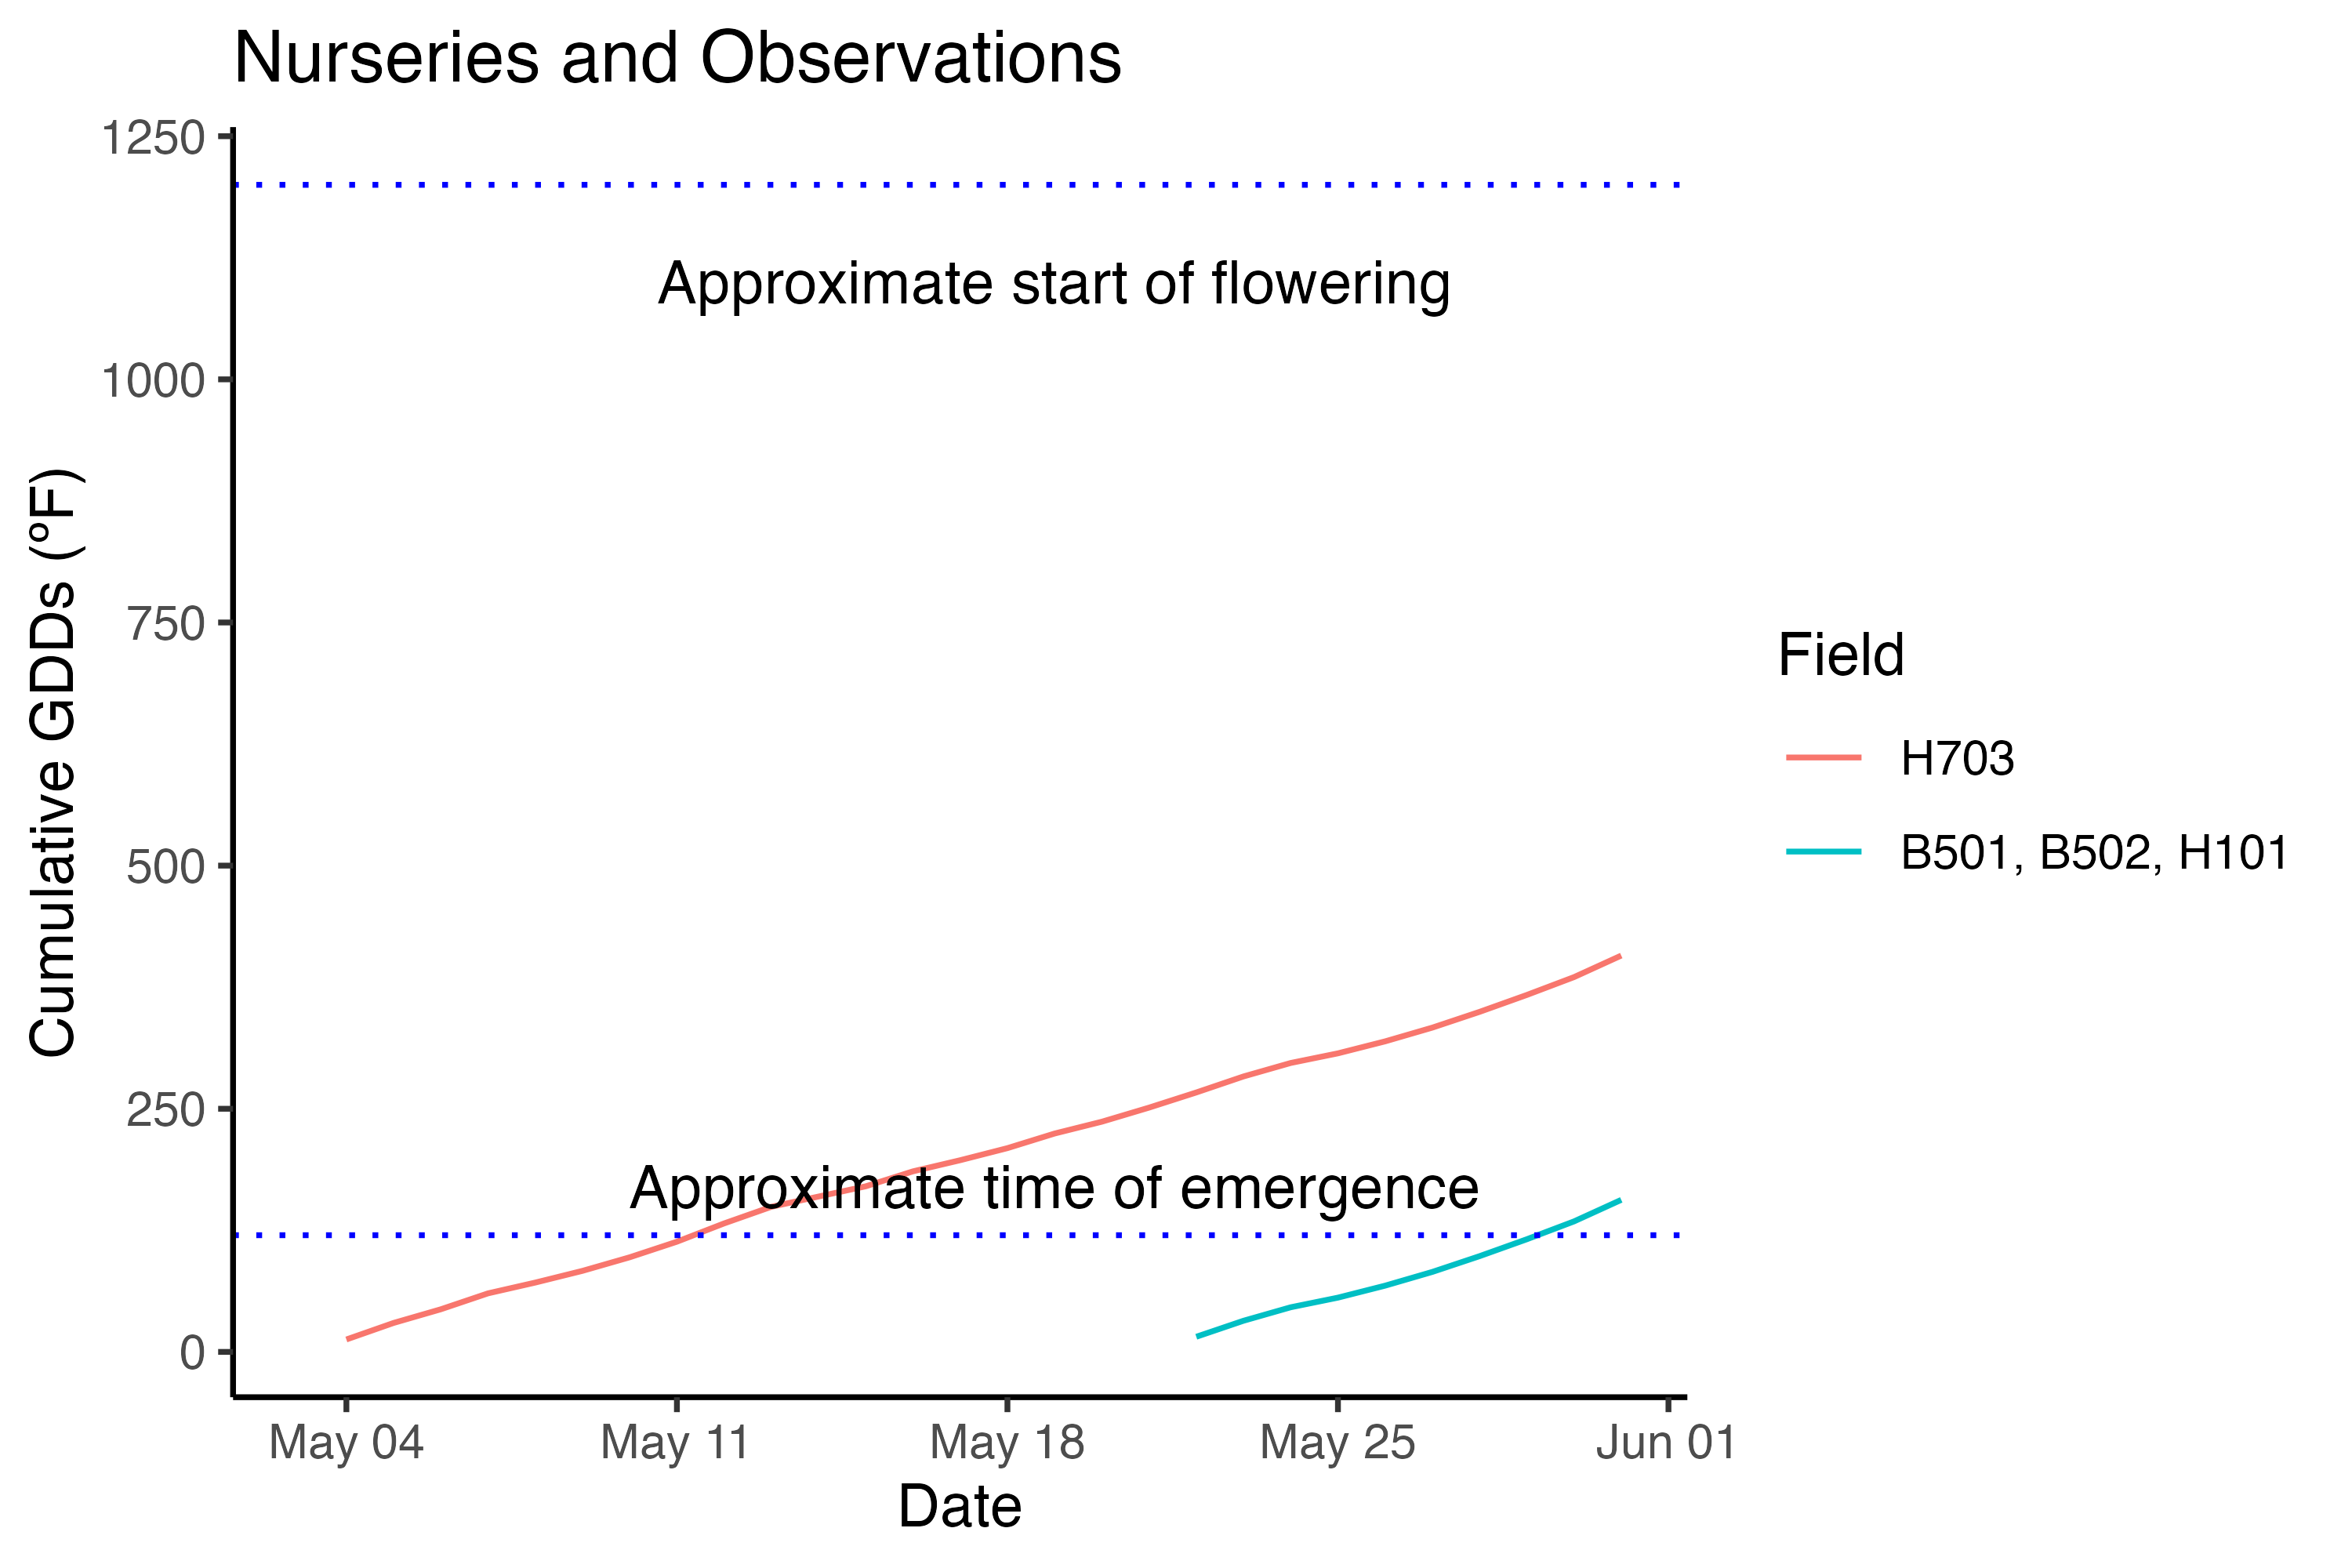 Nurseries and Observations
1250
1000
750
500
250
0
Cumulative GDDs (ºF)
Approximate start of flowering
Approximate time of emergence
May 04
May 11
May 18
May 25
Jun 01
Date
Field
H703
B501, B502, H101